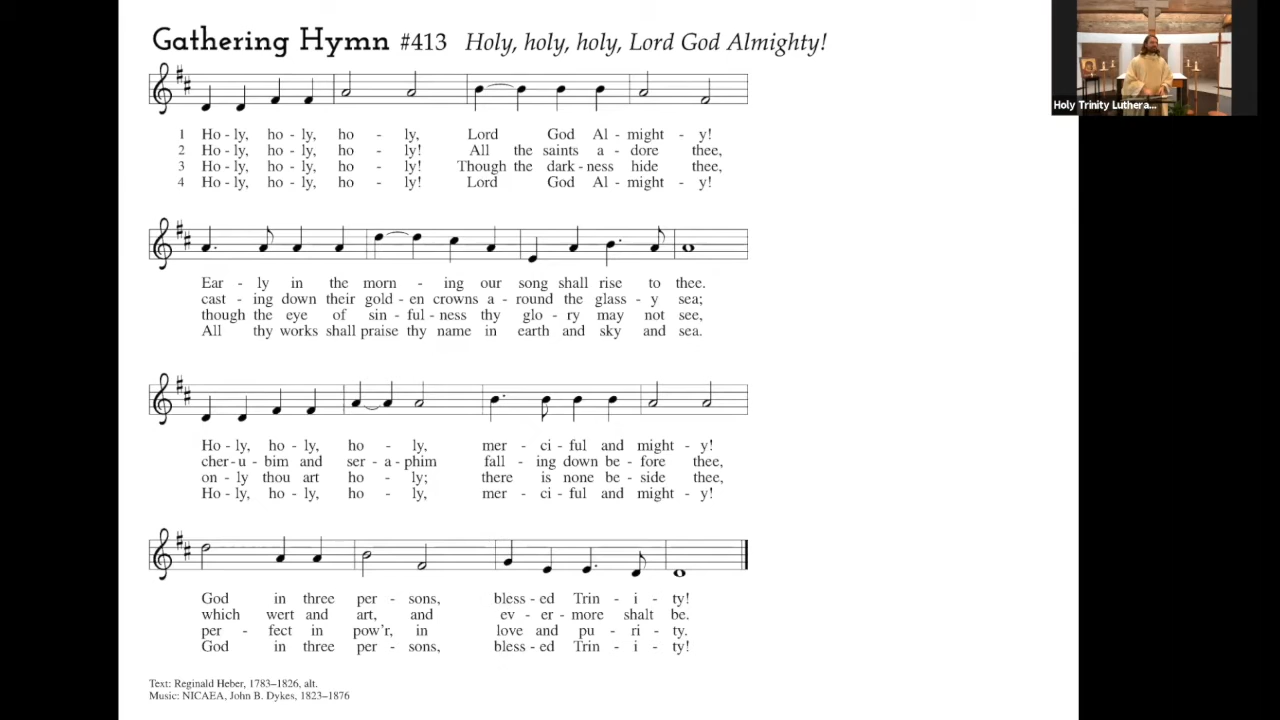 Gathering Hymn #413 Holy, holy, holy, Lord God Almighty!
Holy Trinity Luthera...
1 Ho - ly, ho - ly, ho - ly, Lord God Al - might - y!
2 Ho - ly, ho - ly, ho - ly! All the saints a - dore thee,
3 Ho - ly, ho - ly, ho - ly! Though the dark - ness hide thee,
4 Ho - ly, ho - ly, ho - ly! Lord God Al - might - y!
Ear - ly in the morn - ing our song shall rise to thee.
cast - ing down their gold - en crowns a - round the glass - y sea;
though the eye of sin - ful - ness thy glo - ry may not see,
All thy works shall praise thy name in earth and sky and sea.
Ho - ly, ho - ly, ho - ly, mer - ci - ful and might - y!
cher - u - bim and ser - a - phim fall - ing down be - fore thee,
on - ly thou art ho - ly; there is none be - side thee,
Ho - ly, ho - ly, ho - ly, mer - ci - ful and might - y!
God in three per - sons, bless - ed Trin - i - ty!
which wert and art, and ev - er - more shalt be.
per - fect in pow'r, in love and pu - ri - ty.
God in three per - sons, bless - ed Trin - i - ty!
Text: Reginald Heber, 1783–1826, alt.
Music: NICAEA, John B. Dykes, 1823–1876